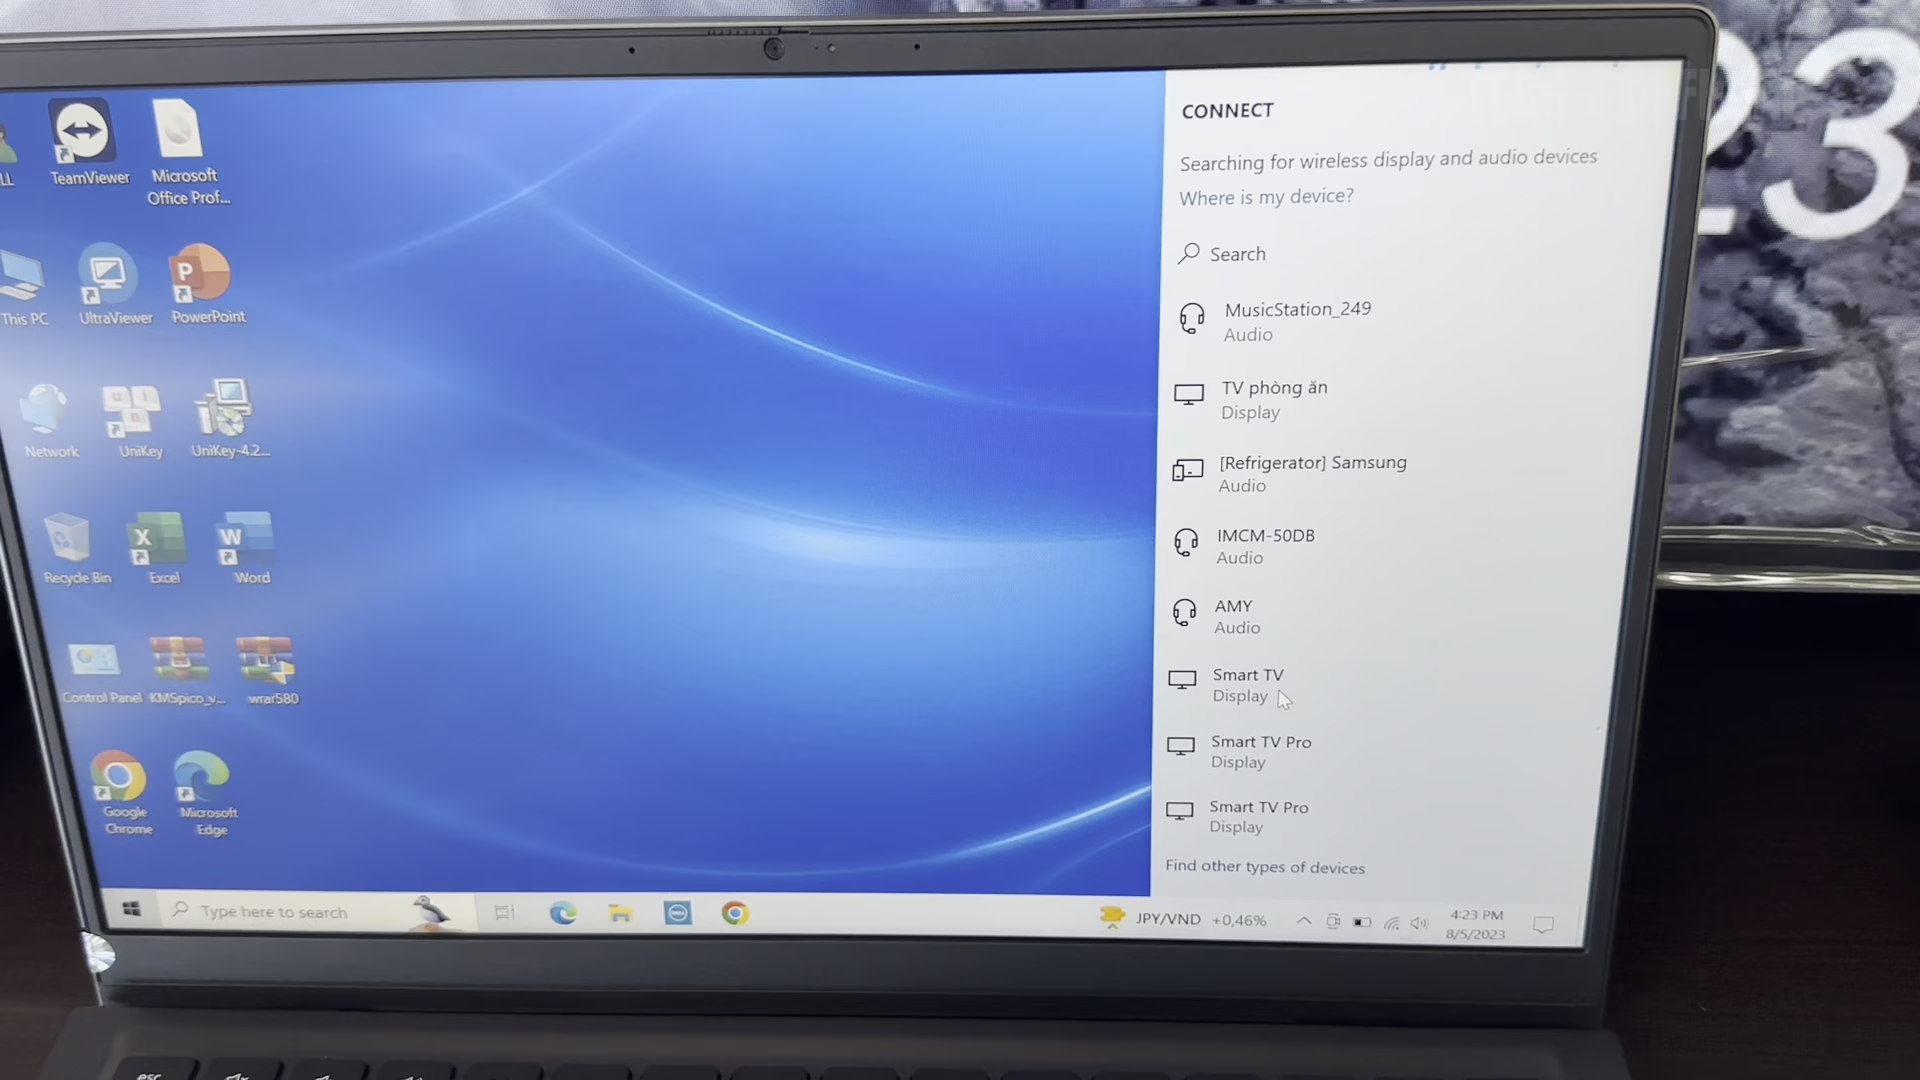 23
LL
TeamViewer
Microsoft
Office Prof...
This PC
UltraViewer
PowerPoint
Network
UniKey
UniKey-4.2...
Recycle Bin
Excel
Word
Control Panel
KMSpico_v...
wrar580
Google
Chrome
Microsoft
Edge
CONNECT
Searching for wireless display and audio devices
Where is my device?
Search
MusicStation_249
Audio
TV phòng ăn
Display
[Refrigerator] Samsung
Audio
IMCM-50DB
Audio
AMY
Audio
Smart TV
Display
Smart TV Pro
Display
Smart TV Pro
Display
Find other types of devices
Type here to search
DELL
JPY/VND +0,46%
4:23 PM
8/5/2023
esc